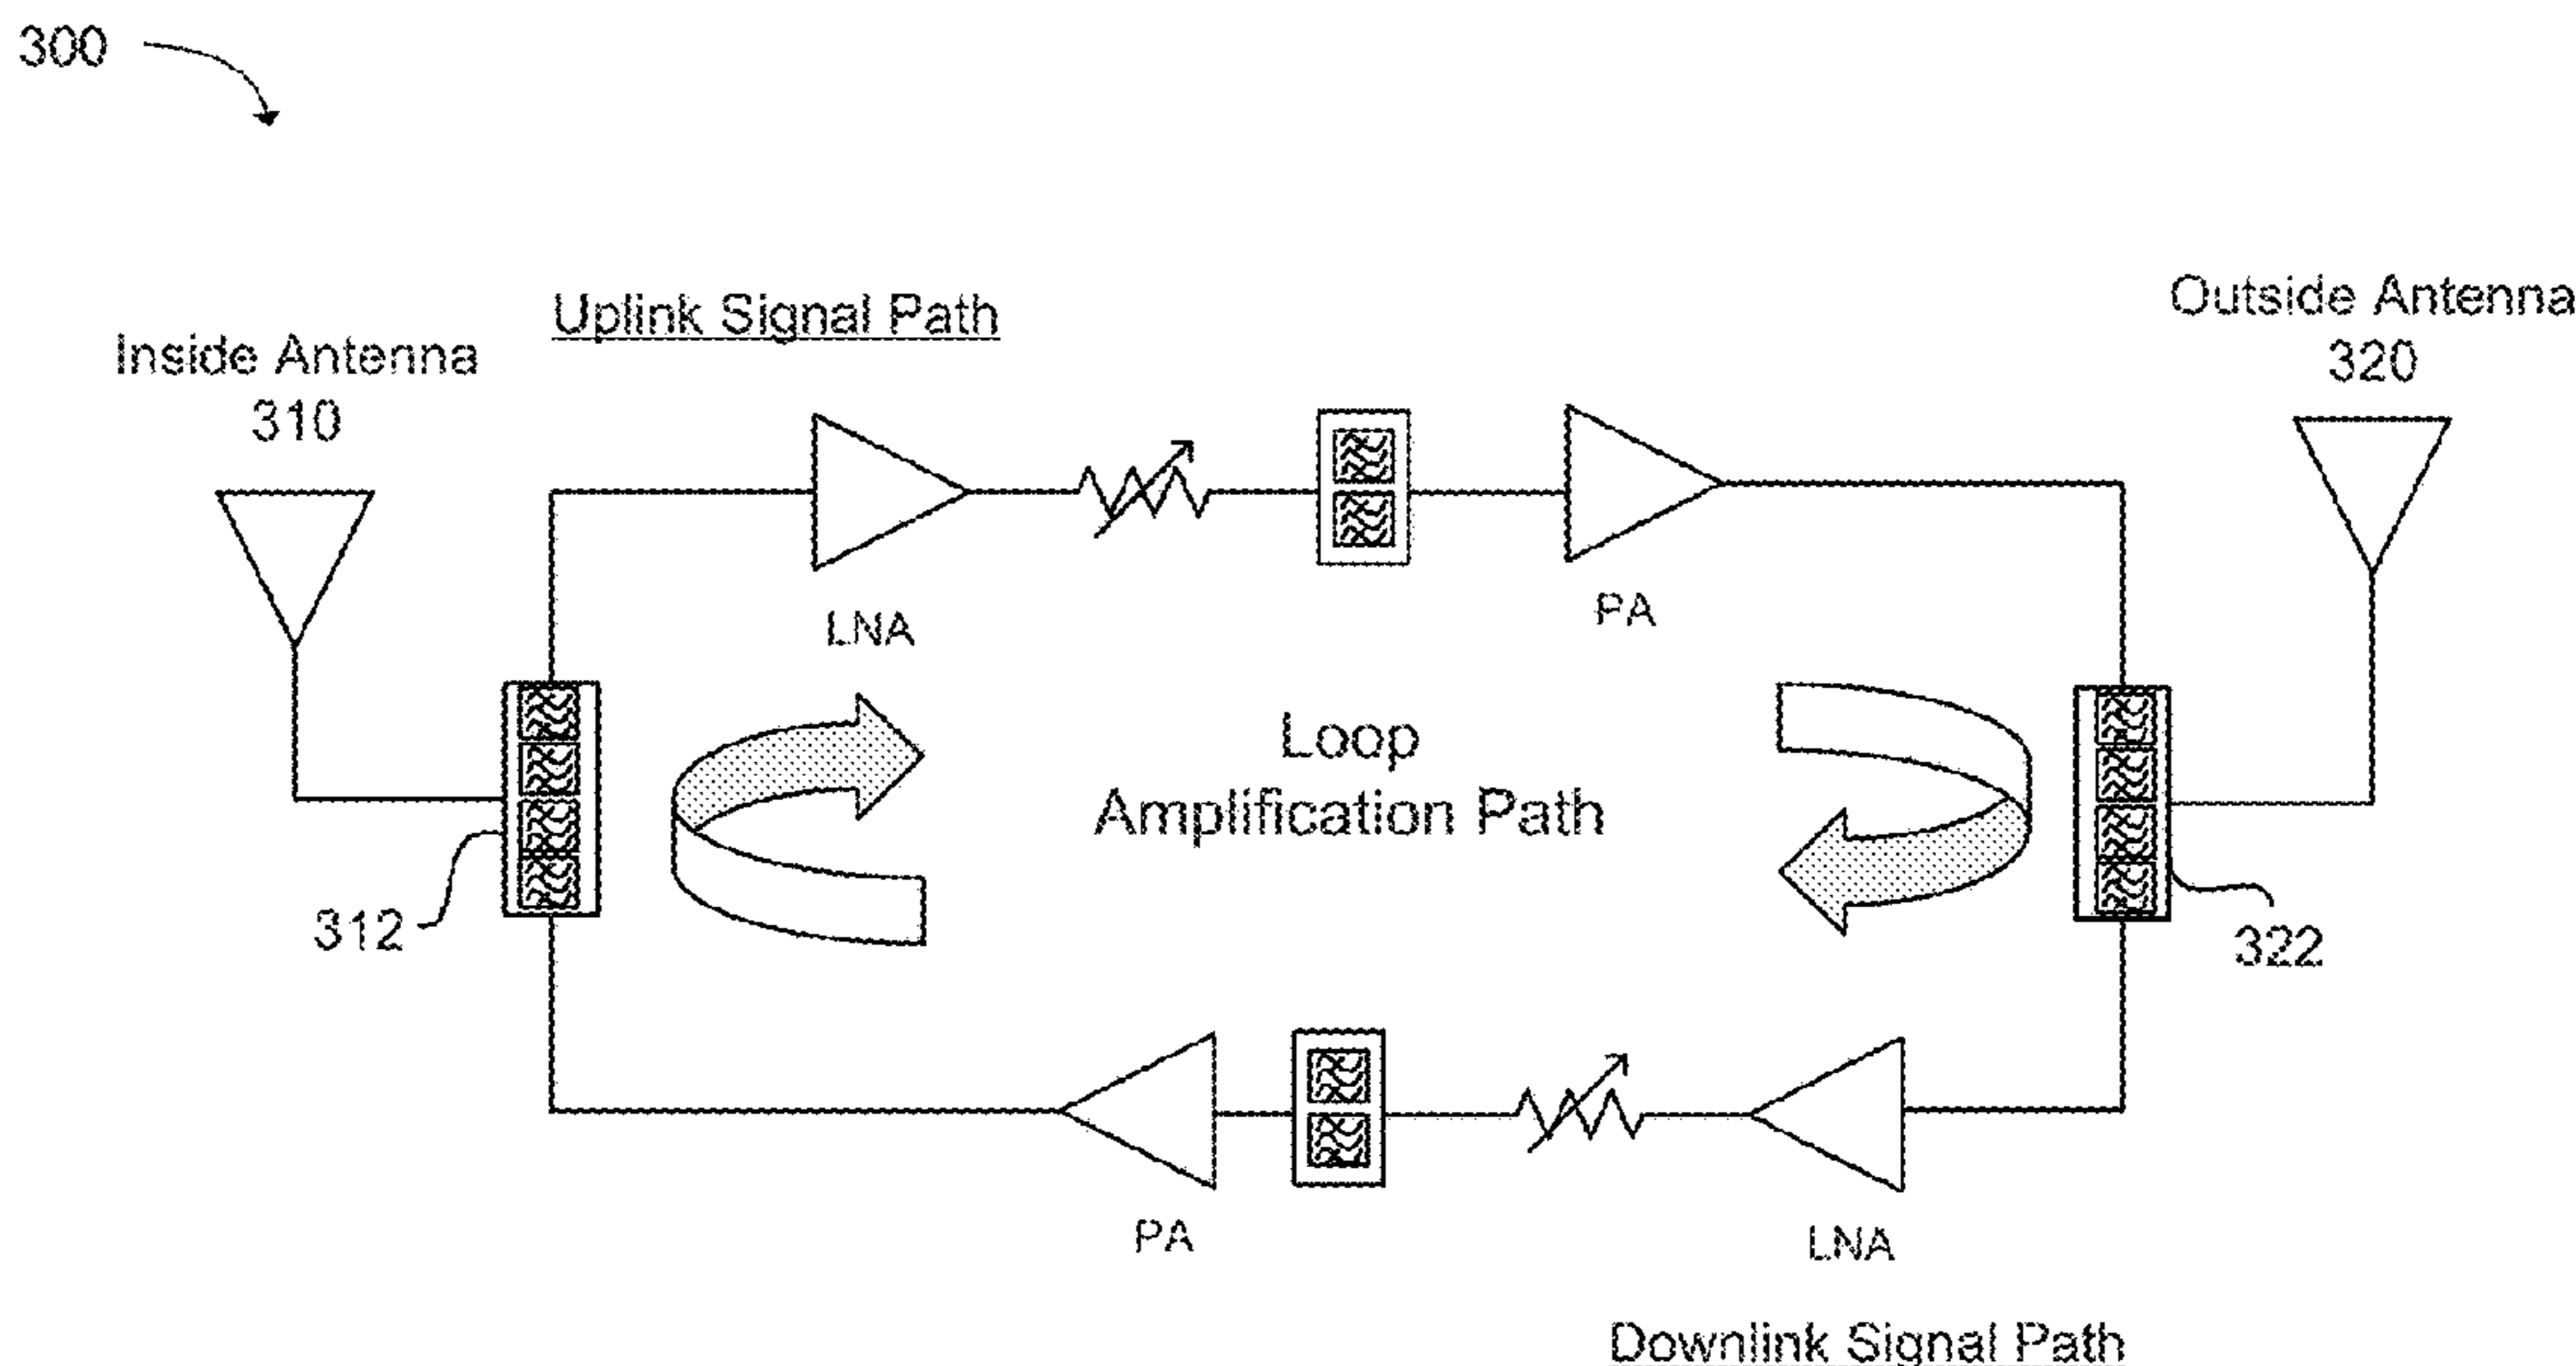 300
Uplink Signal Path
Outside Antenna
320
Inside Antenna
310
LNA
PA
Loop
Amplification Path
312
322
PA
LNA
Downlink Signal Path